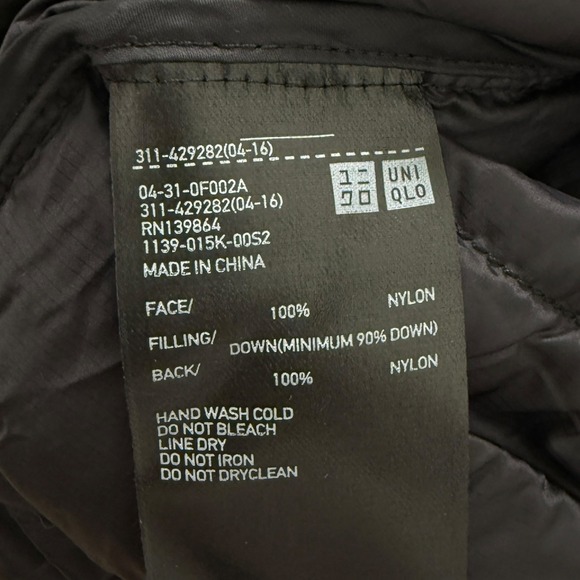 311-429282(04-16)
04-31-0F002A
311-429282(04-16)
RN139864
1139-015K-00S2
MADE IN CHINA
ユニ
クロ
UNI
QLO
FACE/ 100% NYLON
FILLING/ DOWN(MINIMUM 90% DOWN)
BACK/ 100% NYLON
HAND WASH COLD
DO NOT BLEACH
LINE DRY
DO NOT IRON
DO NOT DRYCLEAN